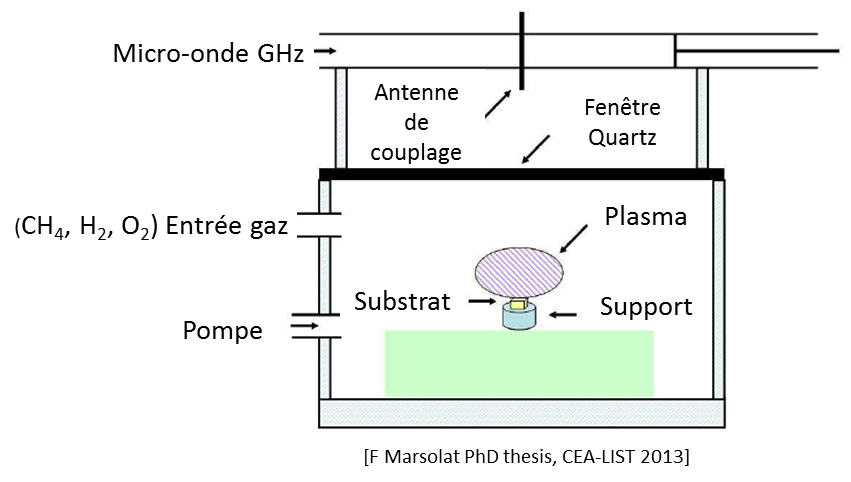 Micro-onde GHz
Antenne
de
couplage
Fenêtre
Quartz
(CH₄, H₂, O₂) Entrée gaz
Plasma
Substrat
Support
Pompe
[F Marsolat PhD thesis, CEA-LIST 2013]